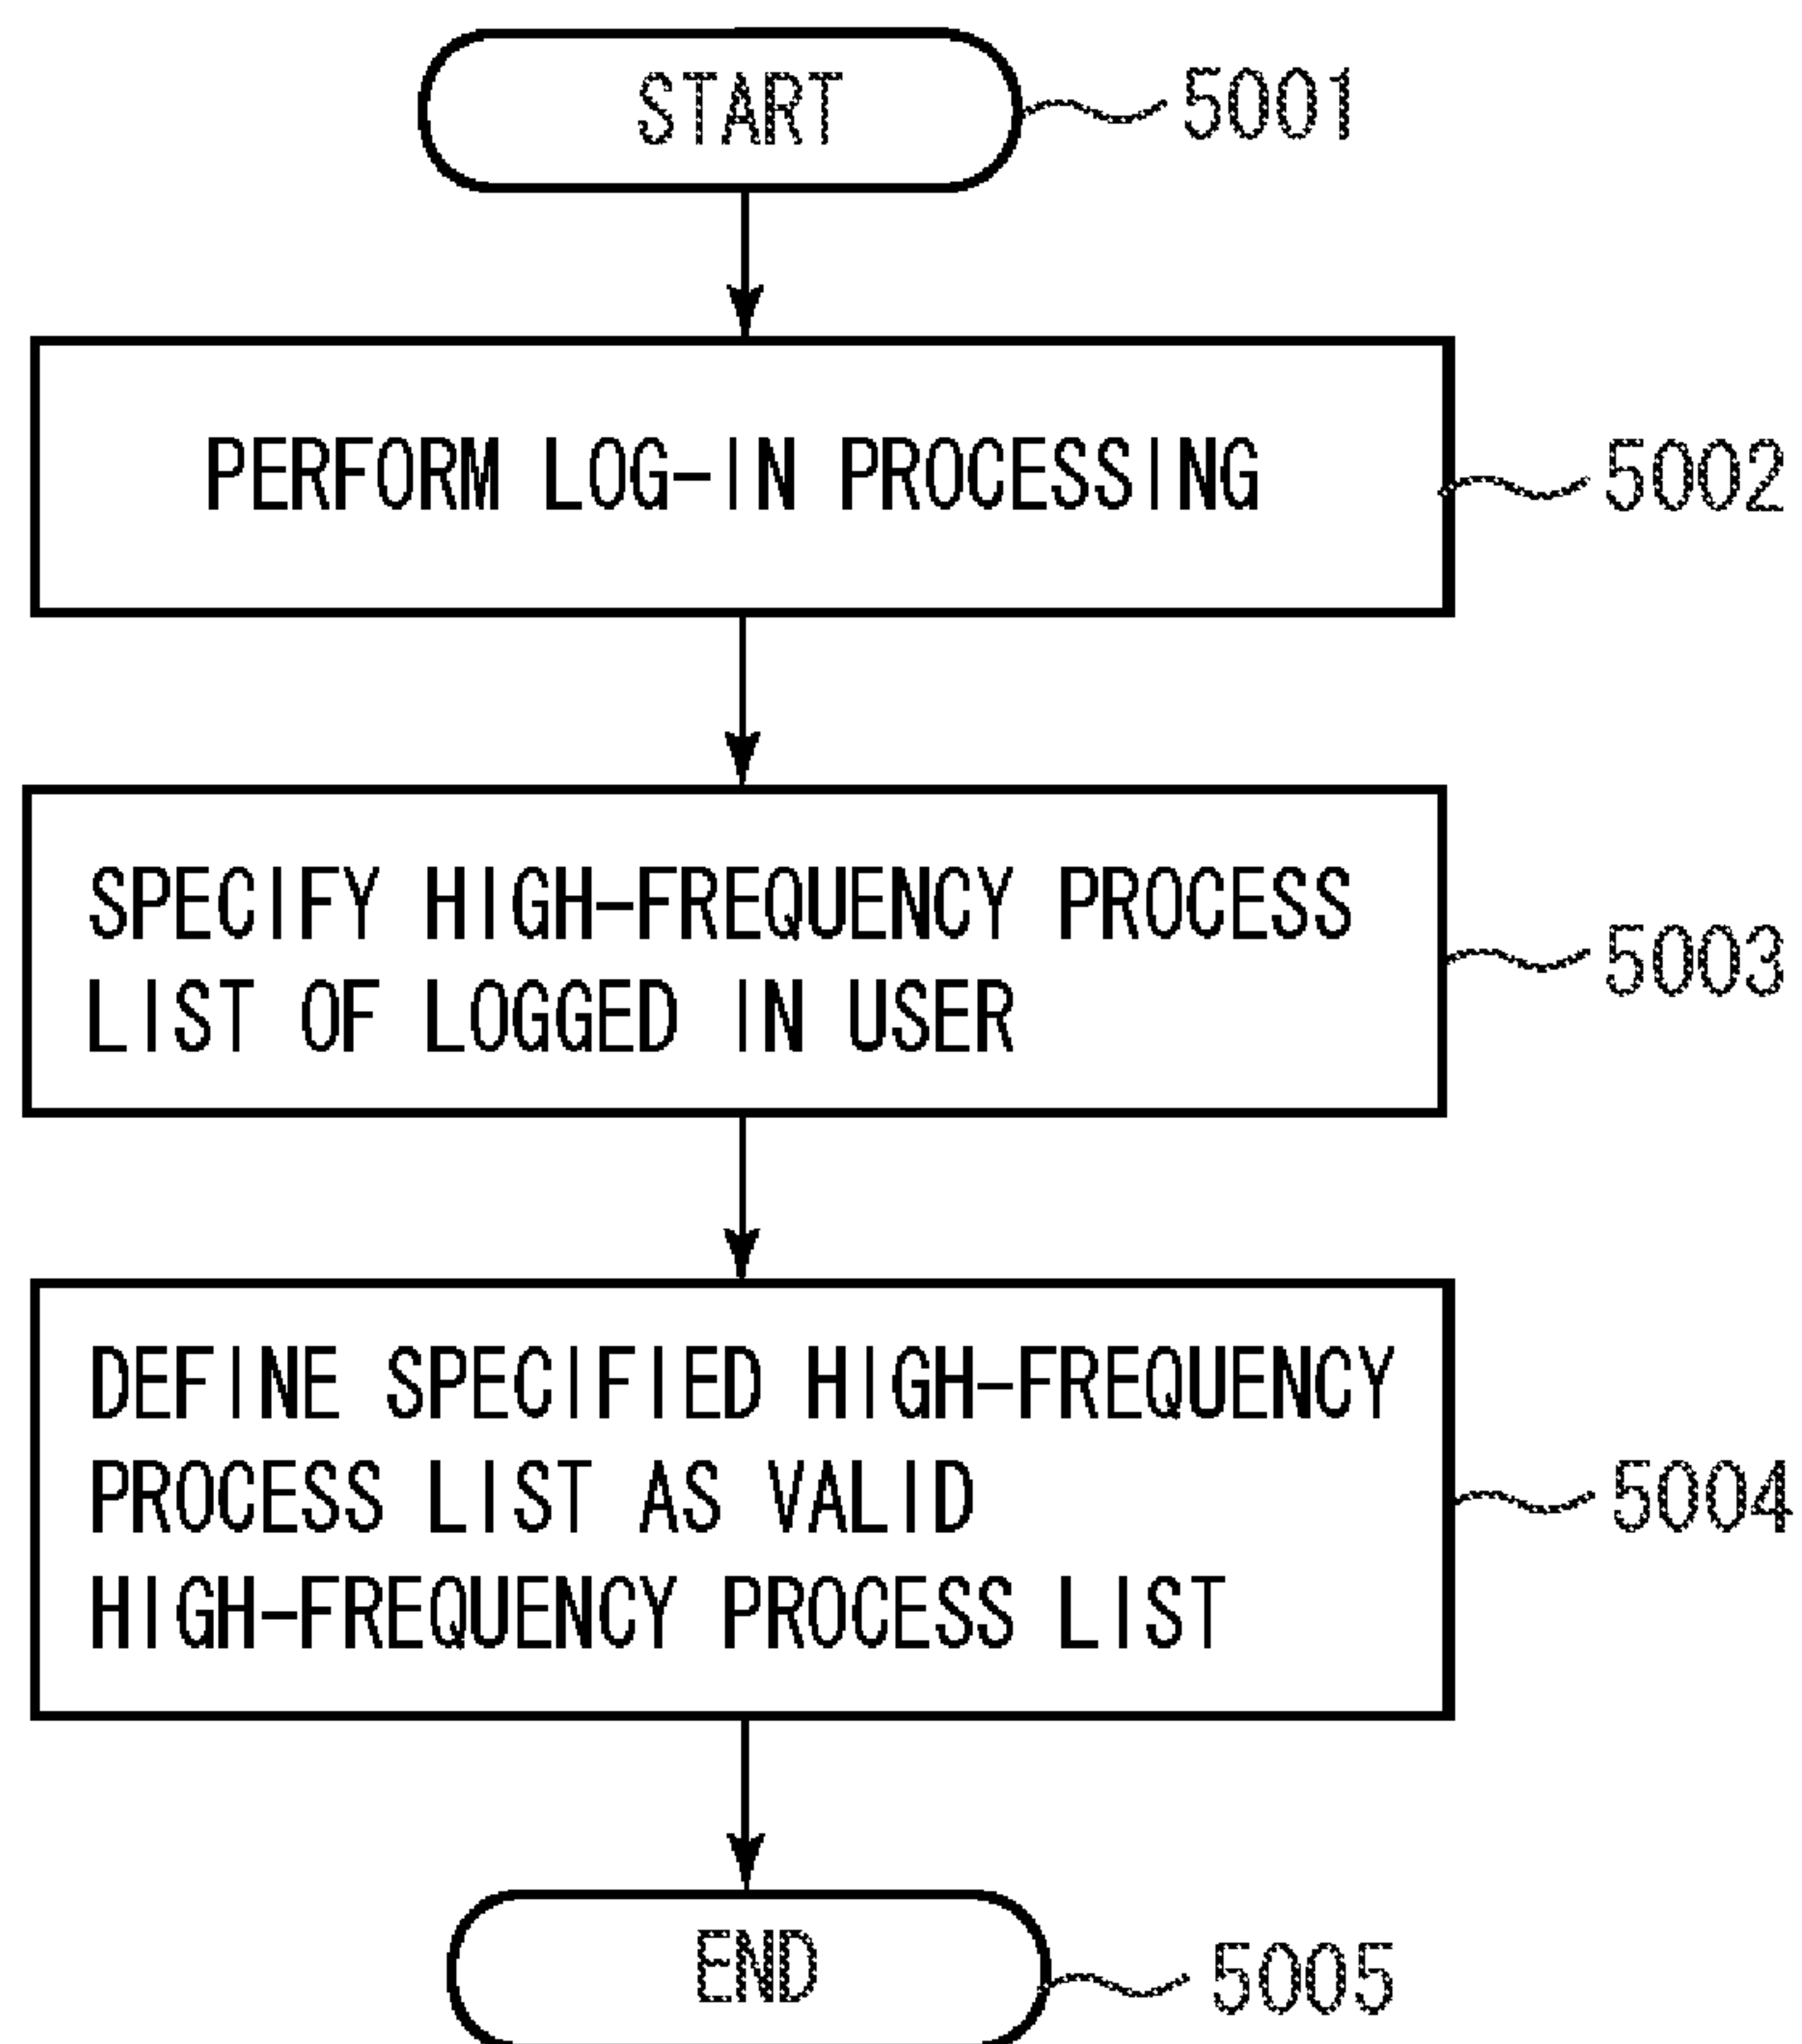 START
5001
PERFORM LOG-IN PROCESSING
5002
SPECIFY HIGH-FREQUENCY PROCESS
LIST OF LOGGED IN USER
5003
DEFINE SPECIFIED HIGH-FREQUENCY
PROCESS LIST AS VALID
HIGH-FREQUENCY PROCESS LIST
5004
END
5005